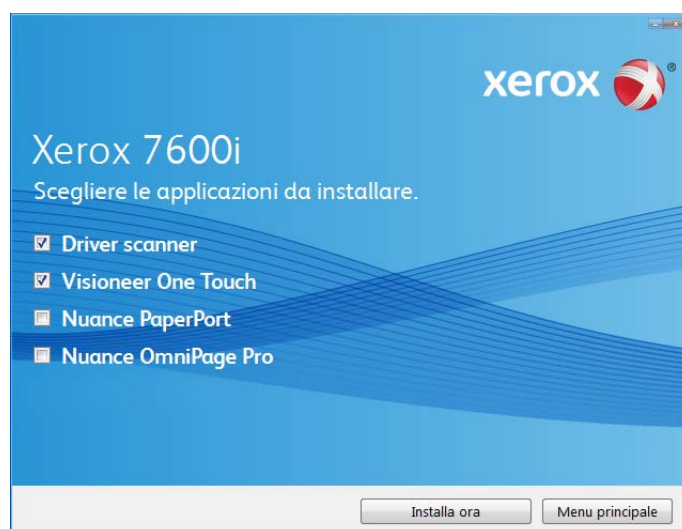 xerox ®
Xerox 7600i
Scegliere le applicazioni da installare.
Driver scanner
Visioneer One Touch
Nuance PaperPort
Nuance OmniPage Pro
Installa ora
Menu principale